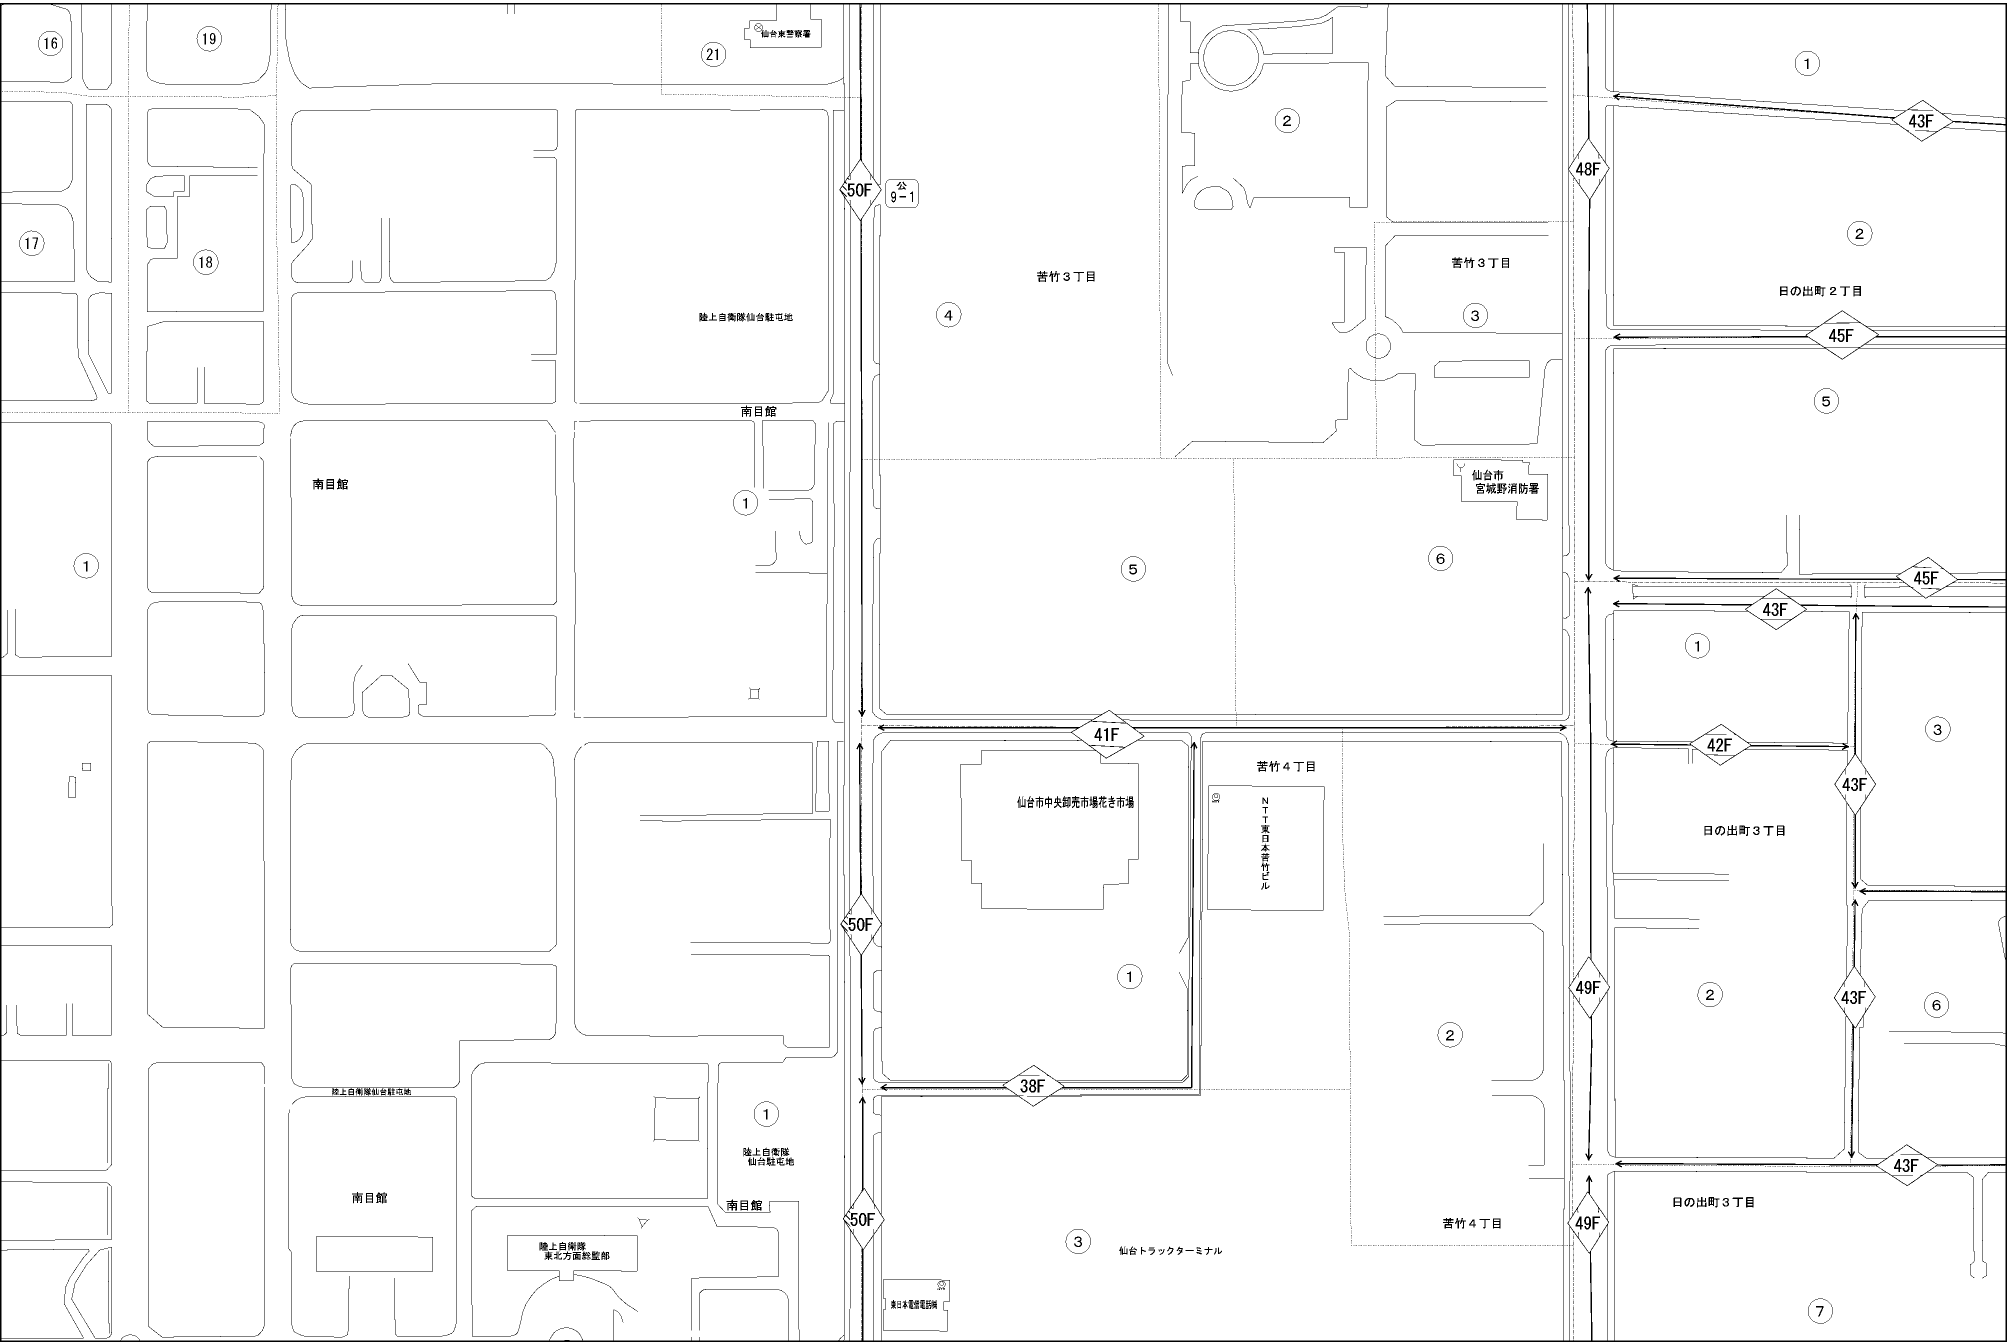 16
19
21
仙台東警察署
1
2
43F
50F
公
9-1
48F
17
18
2
苦竹3丁目
苦竹3丁目
日の出町2丁目
陸上自衛隊仙台駐屯地
4
3
45F
南目館
5
南目館
1
仙台市
宮城野消防署
1
5
6
45F
43F
1
41F
3
42F
苦竹4丁目
43F
仙台市中央卸売市場花き市場
NTT東日本苦竹ビル
日の出町3丁目
50F
1
49F
2
43F
6
2
38F
陸上自衛隊仙台駐屯地
1
陸上自衛隊
仙台駐屯地
43F
南目館
南目館
日の出町3丁目
50F
49F
苦竹4丁目
3
仙台トラックターミナル
陸上自衛隊
東北方面総監部
東日本電信電話㈱
7